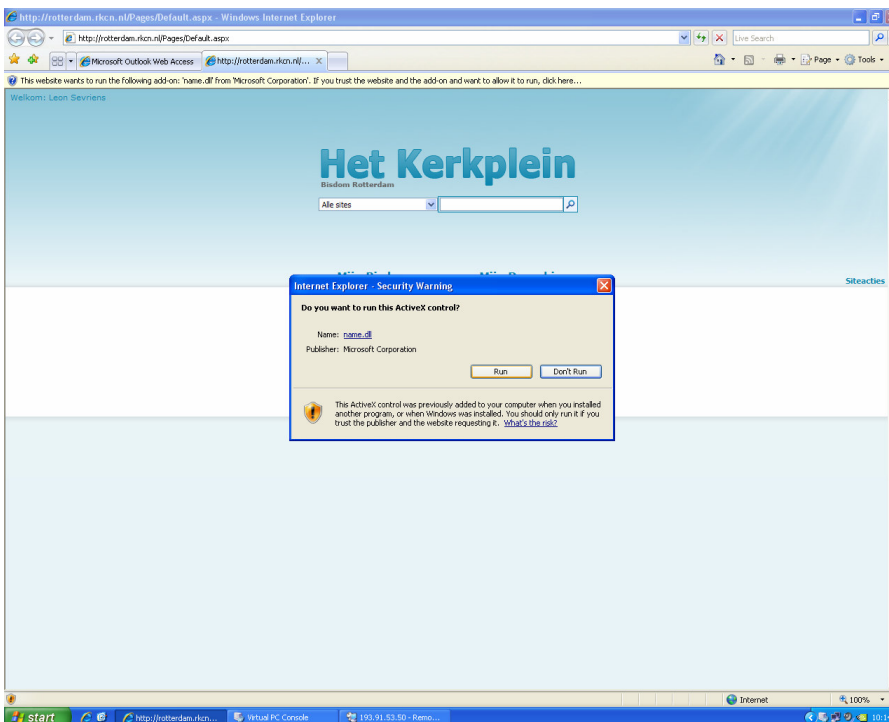 http://rotterdam.rkcn.nl/Pages/Default.aspx - Windows Internet Explorer
http://rotterdam.rkcn.nl/Pages/Default.aspx
Live Search
Microsoft Outlook Web Access
http://rotterdam.rkcn.nl/...
Page
Tools
This website wants to run the following add-on: 'name.dll' from 'Microsoft Corporation'. If you trust the website and the add-on and want to allow it to run, click here...
Welkom: Leon Sevriens
Het Kerkplein
Bisdom Rotterdam
Alle sites
Siteacties
Internet Explorer - Security Warning
Do you want to run this ActiveX control?
Name: name.dll
Publisher: Microsoft Corporation
Run
Don't Run
This ActiveX control was previously added to your computer when you installed
another program, or when Windows was installed. You should only run it if you
trust the publisher and the website requesting it. What's the risk?
Internet
100%
start
http://rotterdam.rkcn...
Virtual PC Console
193.91.53.50 - Remo...